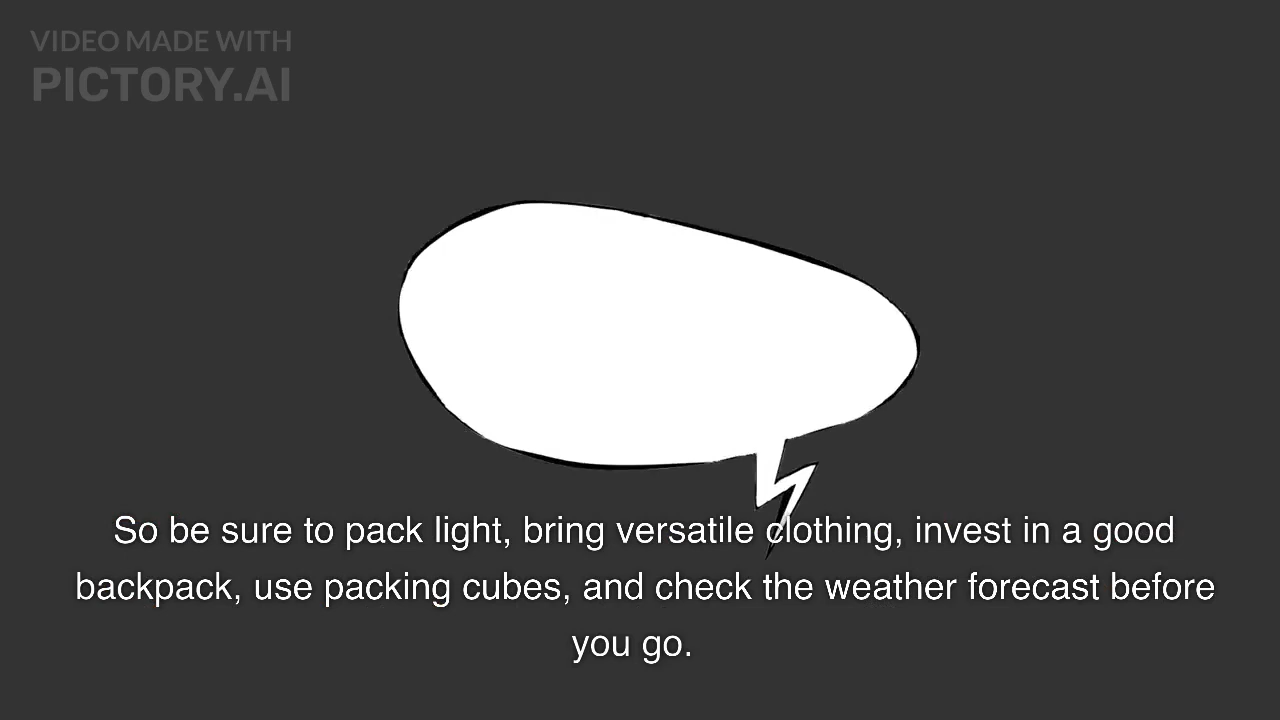 VIDEO MADE WITH
PICTORY.AI
So be sure to pack light, bring versatile clothing, invest in a good
backpack, use packing cubes, and check the weather forecast before
you go.